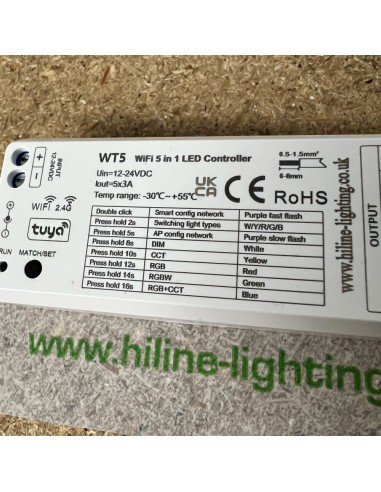 WT5 WiFi 5 in 1 LED Controller
Uin=12-24VDC
Iout=5x3A
Temp range: -30℃~+55℃
UK
CA
CE
RoHS
0.5-1.5mm²
6-8mm
INPUT
12-24VDC
+
-
WiFi 2.4G
tuya
RUN MATCH/SET
Double click Smart config network Purple fast flash
Press hold 2s Switching light types W/Y/R/G/B
Press hold 5s AP config network Purple slow flash
Press hold 8s DIM White
Press hold 10s CCT Yellow
Press hold 12s RGB Red
Press hold 14s RGBW Green
Press hold 16s RGB+CCT Blue
www.hiline-lighting.co.uk
OUTPUT
www.hiline-lighting